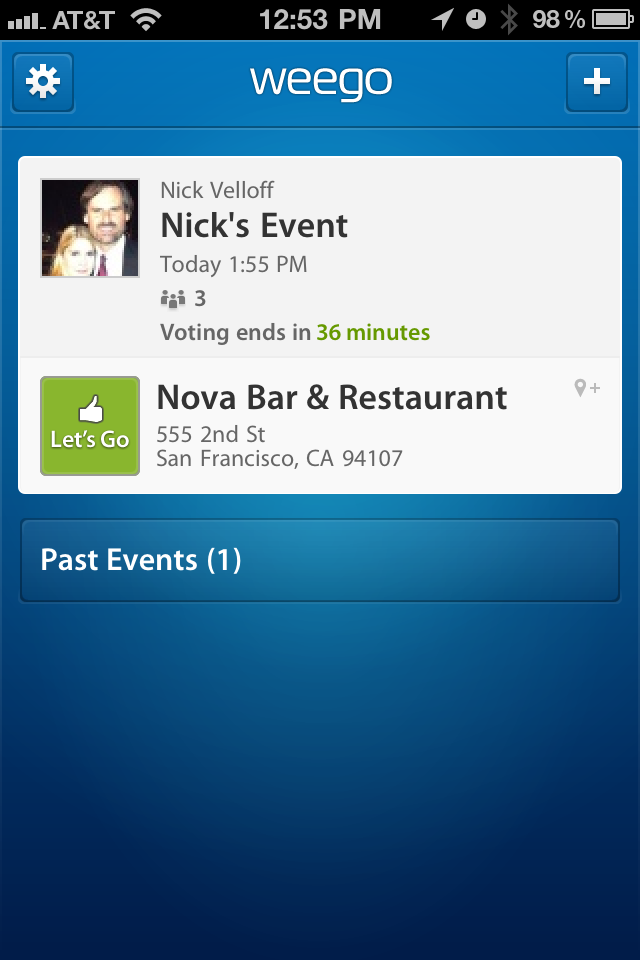 AT&T 12:53 PM 98 %
weego
Nick Velloff
Nick's Event
Today 1:55 PM
3
Voting ends in 36 minutes
Let's Go
Nova Bar & Restaurant
555 2nd St
San Francisco, CA 94107
Past Events (1)